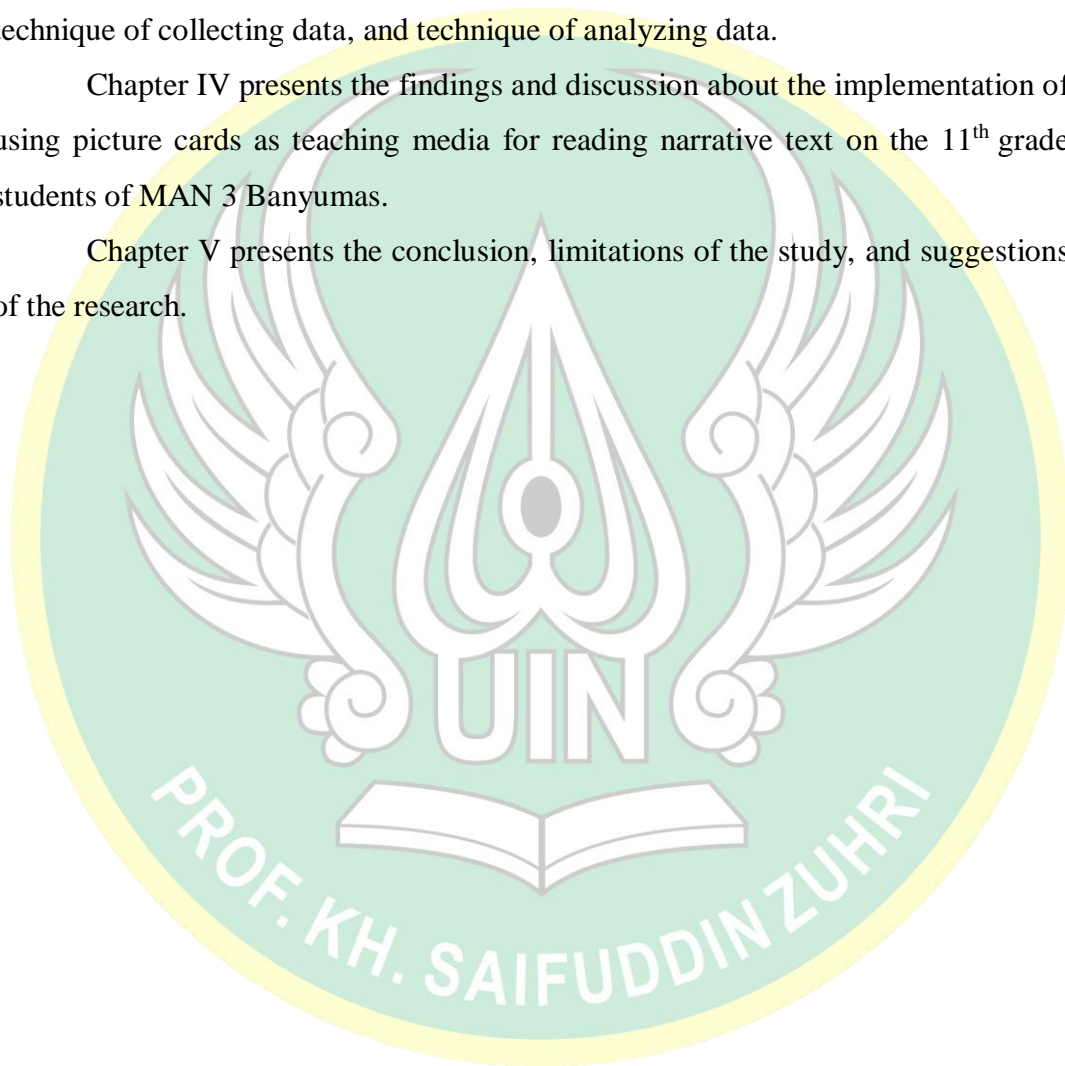 technique of collecting data, and technique of analyzing data.
Chapter IV presents the findings and discussion about the implementation of
using picture cards as teaching media for reading narrative text on the 11th grade
students of MAN 3 Banyumas.
Chapter V presents the conclusion, limitations of the study, and suggestions
of the research.
UIN
PROF. KH. SAIFUDDIN ZUHRI